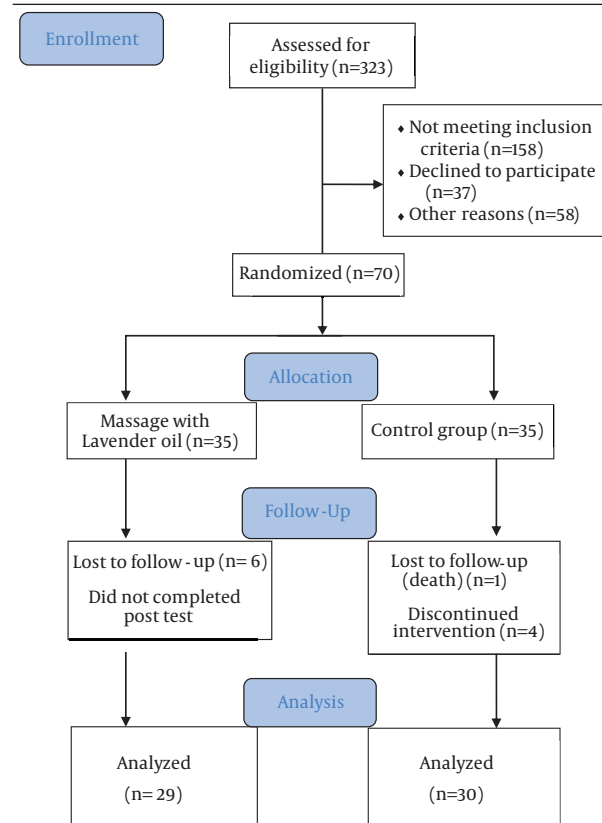 Enrollment
Assessed for
eligibility (n=323)
♦ Not meeting inclusion
criteria (n=158)
♦ Declined to participate
(n=37)
♦ Other reasons (n=58)
Randomized (n=70)
Allocation
Massage with
Lavender oil (n=35)
Control group (n=35)
Follow-Up
Lost to follow - up (n= 6)
Did not completed
post test
Lost to follow-up
(death) (n=1)
Discontinued
intervention (n=4)
Analysis
Analyzed
(n= 29)
Analyzed
(n=30)